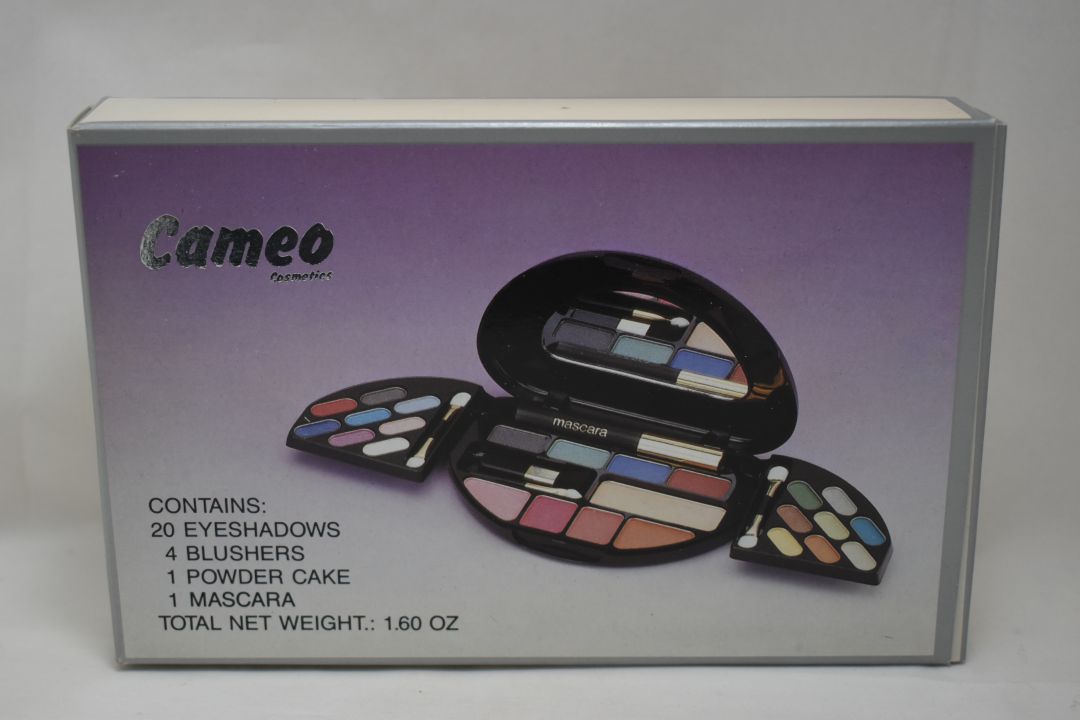 Cameo
Cosmetics
mascara
CONTAINS:
20 EYESHADOWS
4 BLUSHERS
1 POWDER CAKE
1 MASCARA
TOTAL NET WEIGHT.: 1.60 OZ